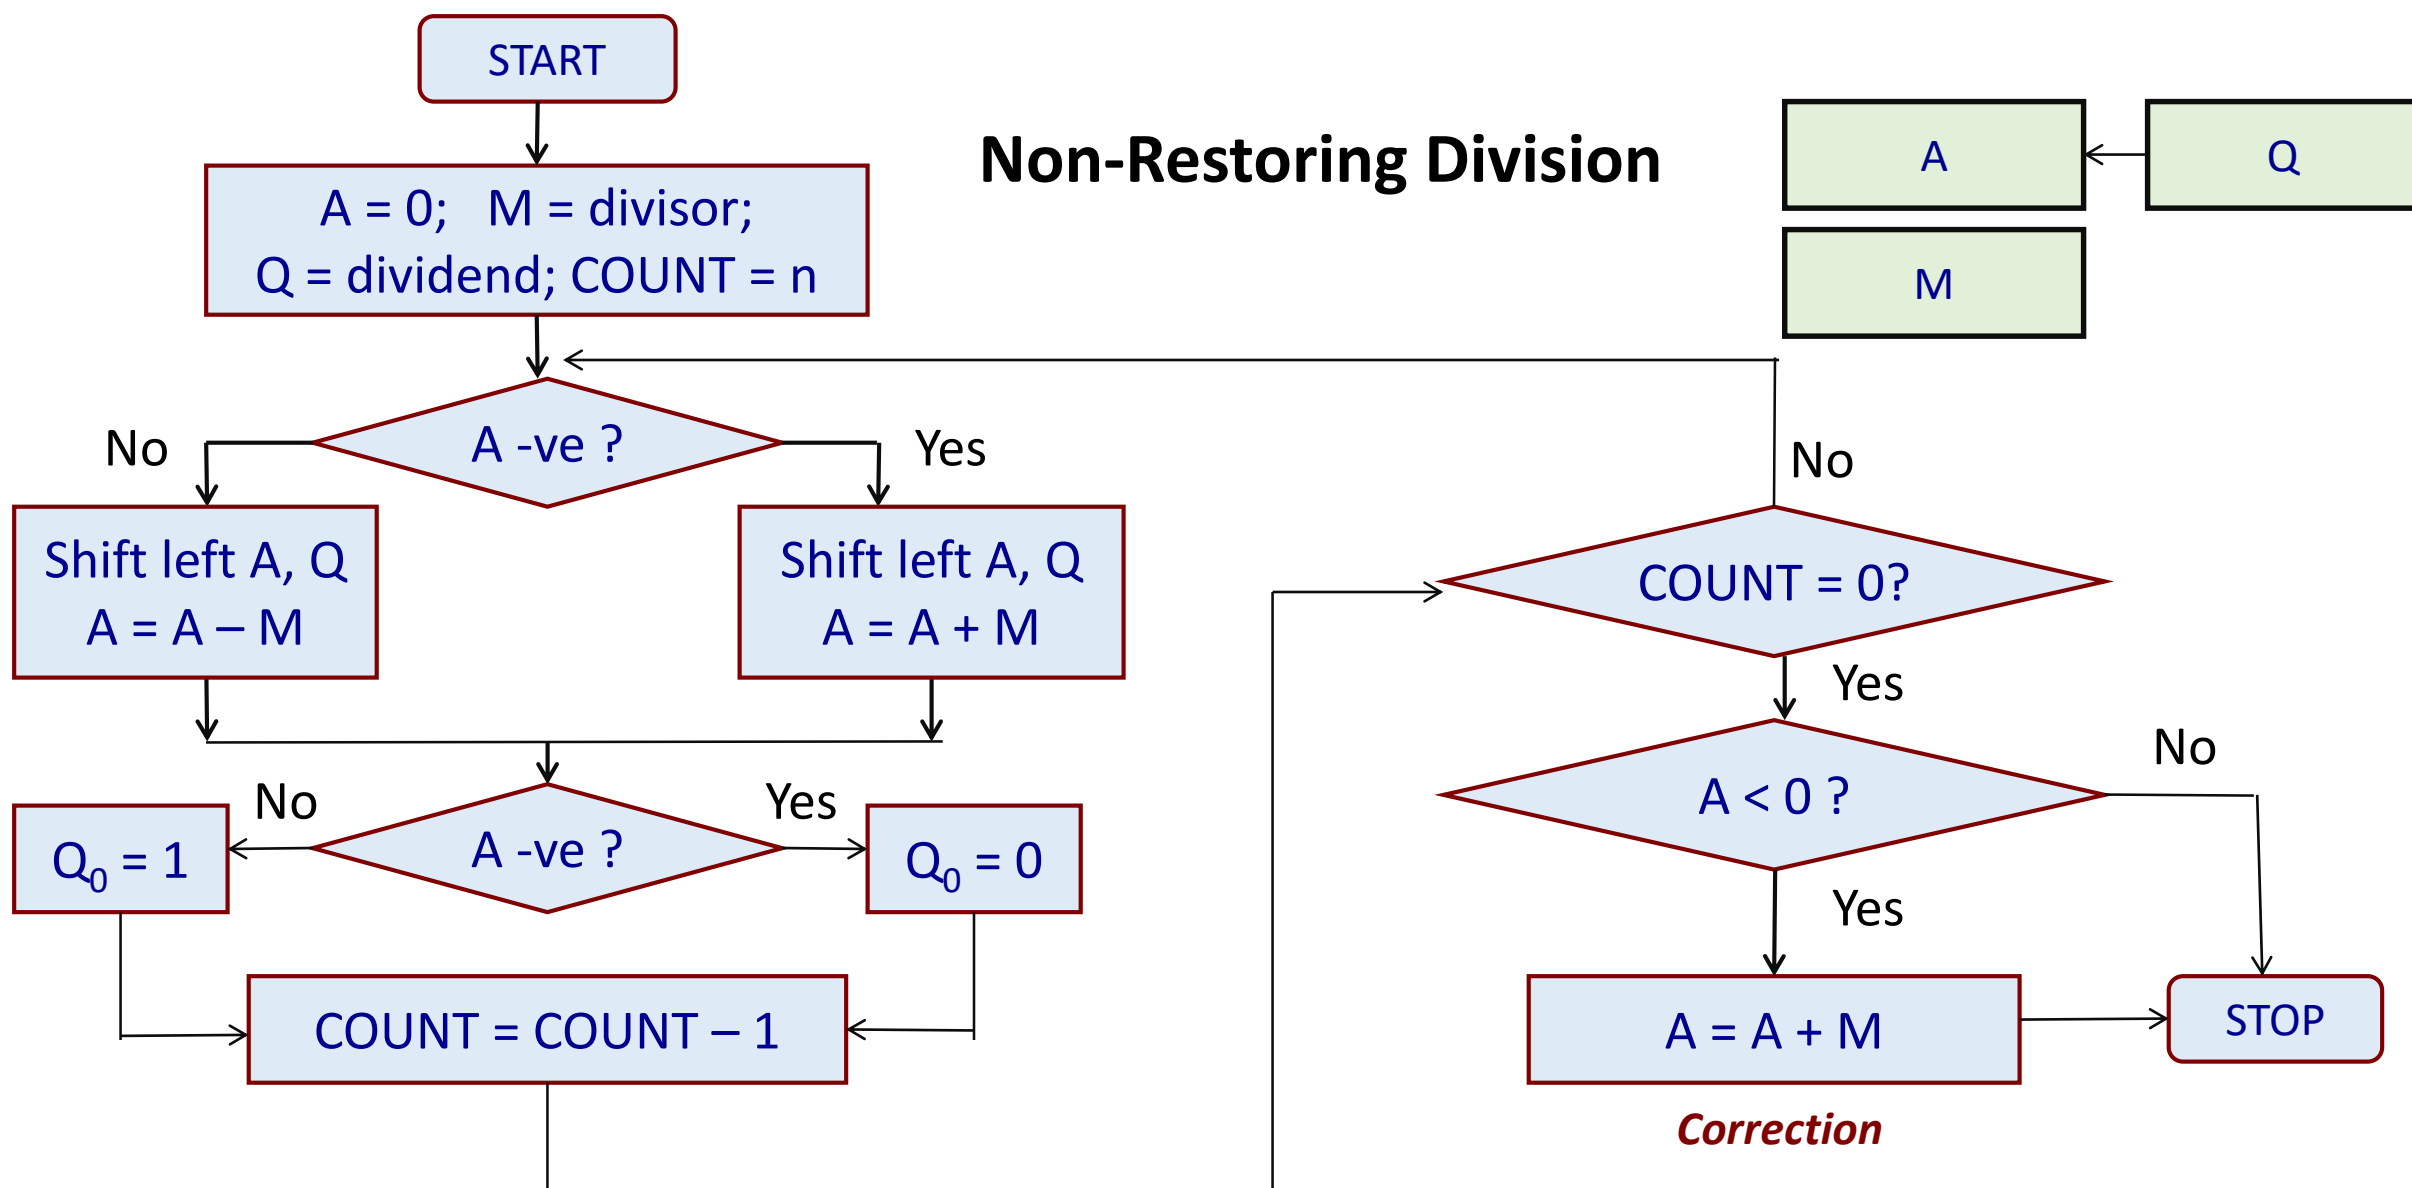 START
Non-Restoring Division
A
Q
M
A = 0;   M = divisor;
Q = dividend; COUNT = n
A -ve ?
No
Yes
Shift left A, Q
A = A – M
Shift left A, Q
A = A + M
A -ve ?
No
Yes
Q₀ = 1
Q₀ = 0
COUNT = COUNT – 1
COUNT = 0?
No
Yes
A < 0 ?
No
Yes
A = A + M
STOP
Correction